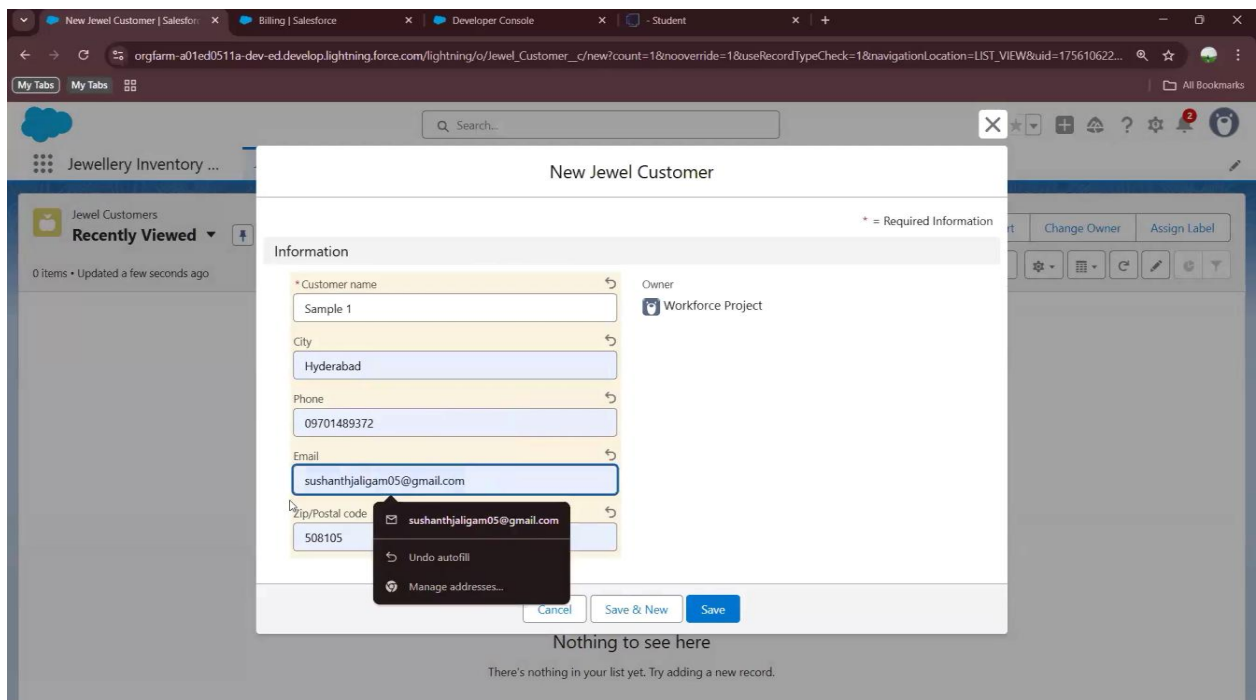 New Jewel Customer | Salesforc
Billing | Salesforce
Developer Console
- Student
orgfarm-a01ed0511a-dev-ed.develop.lightning.force.com/lightning/o/Jewel_Customer__c/new?count=1&nooverride=1&useRecordTypeCheck=1&navigationLocation=LIST_VIEW&uid=175610622...
My Tabs
My Tabs
All Bookmarks
Search...
2
Jewellery Inventory ...
New Jewel Customer
* = Required Information
Jewel Customers
Recently Viewed
rt
Change Owner
Assign Label
Information
0 items • Updated a few seconds ago
* Customer name
Sample 1
Owner
Workforce Project
City
Hyderabad
Phone
09701489372
Email
sushanthjaligam05@gmail.com
Zip/Postal code
508105
sushanthjaligam05@gmail.com
Undo autofill
Manage addresses...
Cancel
Save & New
Save
Nothing to see here
There's nothing in your list yet. Try adding a new record.